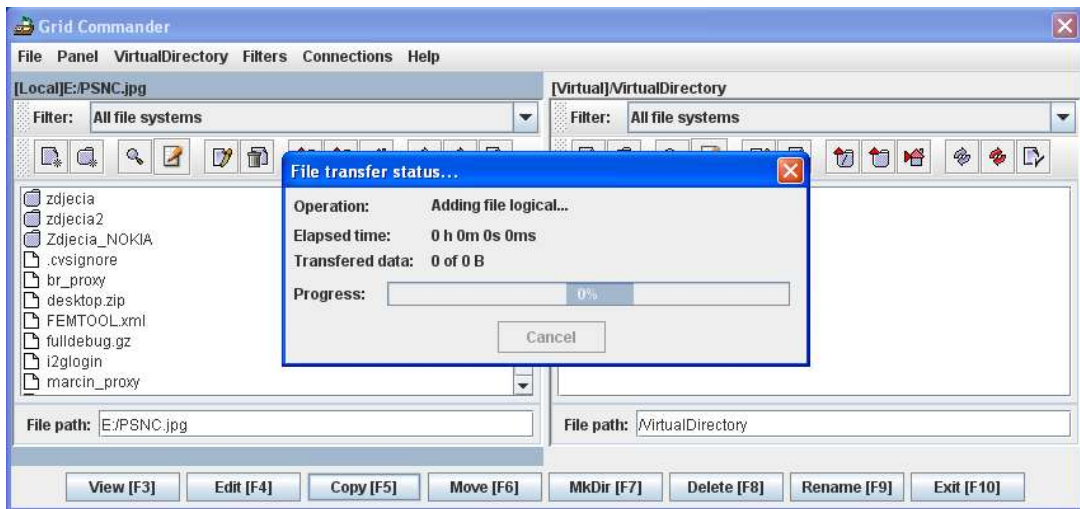 Grid Commander
File Panel VirtualDirectory Filters Connections Help
[Local]E:/PSNC.jpg
[Virtual]/VirtualDirectory
Filter: All file systems
Filter: All file systems
File transfer status...
Operation: Adding file logical...
Elapsed time: 0 h 0m 0s 0ms
Transfered data: 0 of 0 B
Progress: 0%
Cancel
zdjecia
zdjecia2
Zdjecia_NOKIA
.cvsignore
br_proxy
desktop.zip
FEMTOOL.xml
fulldebug.gz
i2glogin
marcin_proxy
File path: E:/PSNC.jpg
File path: /VirtualDirectory
View [F3] Edit [F4] Copy [F5] Move [F6] MkDir [F7] Delete [F8] Rename [F9] Exit [F10]